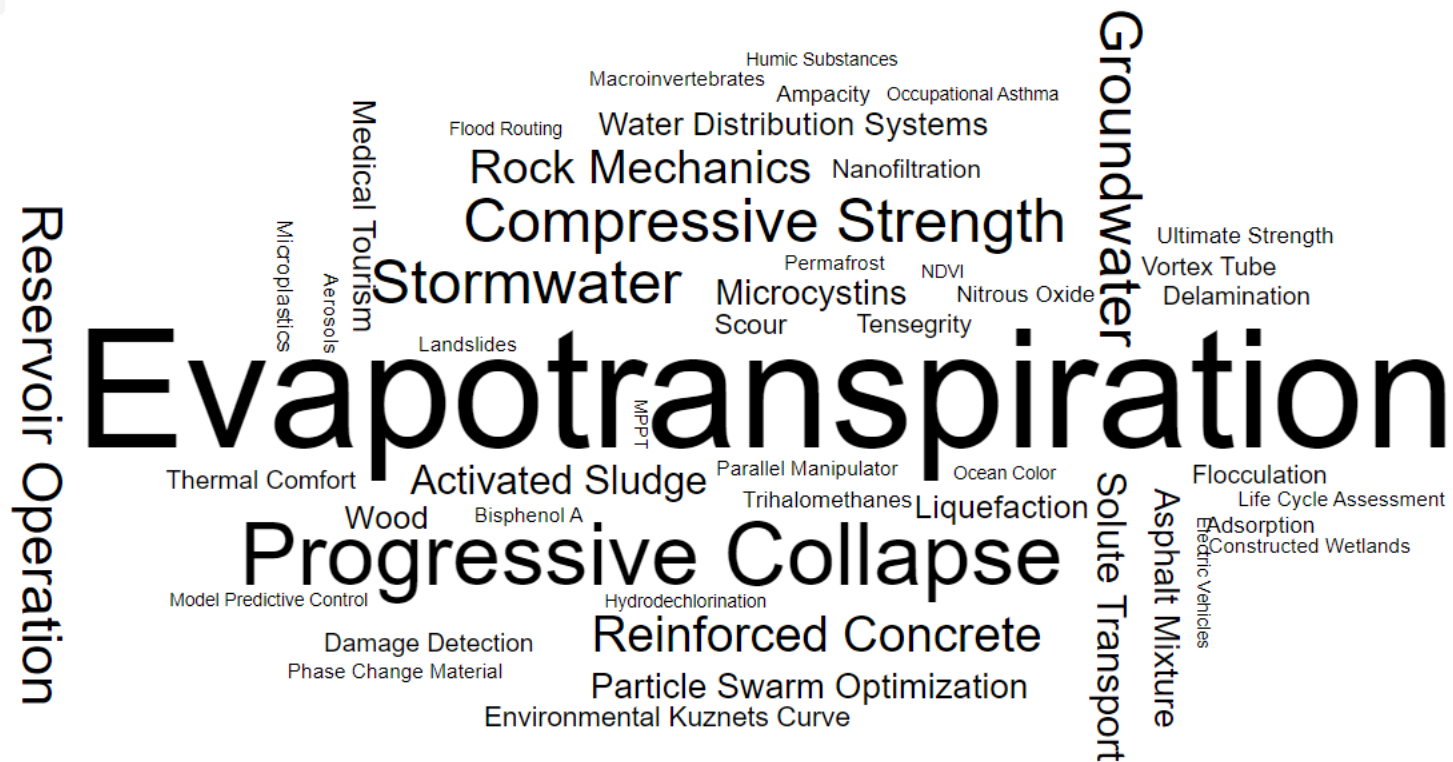 Humic Substances
Macroinvertebrates
Ampacity
Occupational Asthma
Flood Routing
Water Distribution Systems
Rock Mechanics
Nanofiltration
Compressive Strength
Groundwater
Medical Tourism
Reservoir Operation
Microplastics
Aerosols
Stormwater
Permafrost
NDVI
Microcystins
Nitrous Oxide
Scour
Tensegrity
Ultimate Strength
Vortex Tube
Delamination
Landslides
Evapotranspiration
MPPT
Thermal Comfort
Activated Sludge
Parallel Manipulator
Ocean Color
Trihalomethanes
Liquefaction
Flocculation
Life Cycle Assessment
Adsorption
Constructed Wetlands
Electric Vehicles
Solute Transport
Asphalt Mixture
Wood
Bisphenol A
Progressive Collapse
Model Predictive Control
Hydrodechlorination
Damage Detection
Reinforced Concrete
Phase Change Material
Particle Swarm Optimization
Environmental Kuznets Curve